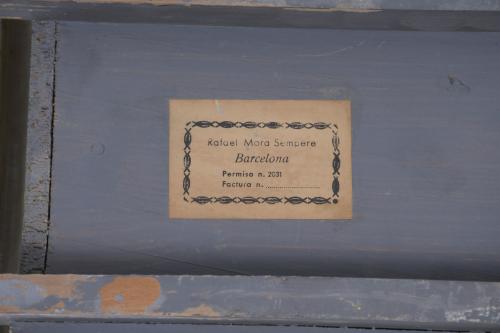 Rafael Mora Sempere
Barcelona
Permiso n. 2031
Factura n. ....................